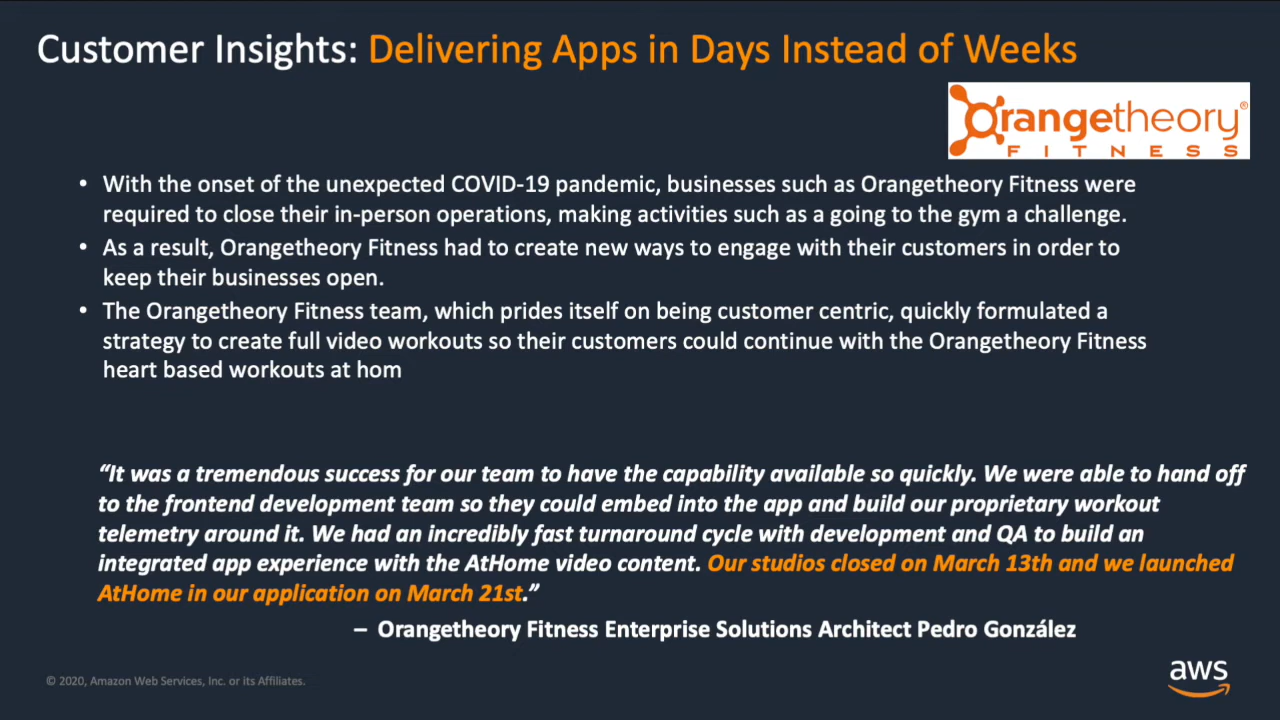 Customer Insights: Delivering Apps in Days Instead of Weeks
Orangetheory®
FITNESS
• With the onset of the unexpected COVID-19 pandemic, businesses such as Orangetheory Fitness were
required to close their in-person operations, making activities such as a going to the gym a challenge.
• As a result, Orangetheory Fitness had to create new ways to engage with their customers in order to
keep their businesses open.
• The Orangetheory Fitness team, which prides itself on being customer centric, quickly formulated a
strategy to create full video workouts so their customers could continue with the Orangetheory Fitness
heart based workouts at hom
“It was a tremendous success for our team to have the capability available so quickly. We were able to hand off
to the frontend development team so they could embed into the app and build our proprietary workout
telemetry around it. We had an incredibly fast turnaround cycle with development and QA to build an
integrated app experience with the AtHome video content. Our studios closed on March 13th and we launched
AtHome in our application on March 21st.”
– Orangetheory Fitness Enterprise Solutions Architect Pedro González
© 2020, Amazon Web Services, Inc. or its Affiliates.
aws